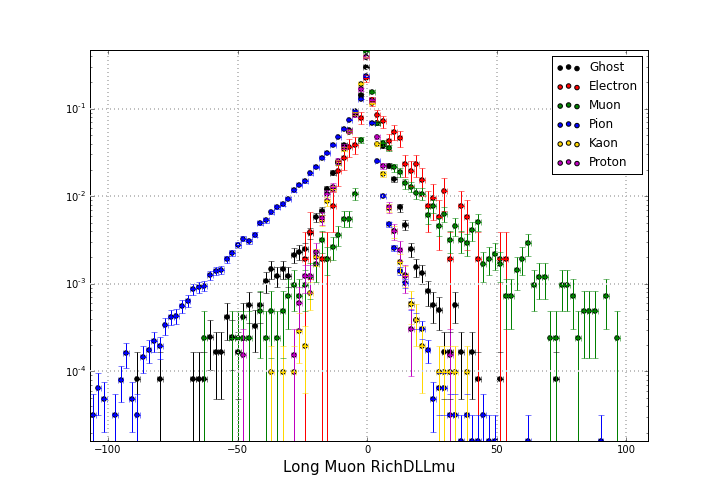 Ghost
Electron
Muon
Pion
Kaon
Proton
10⁻¹
10⁻²
10⁻³
10⁻⁴
−100 −50 0 50 100
Long Muon RichDLLmu